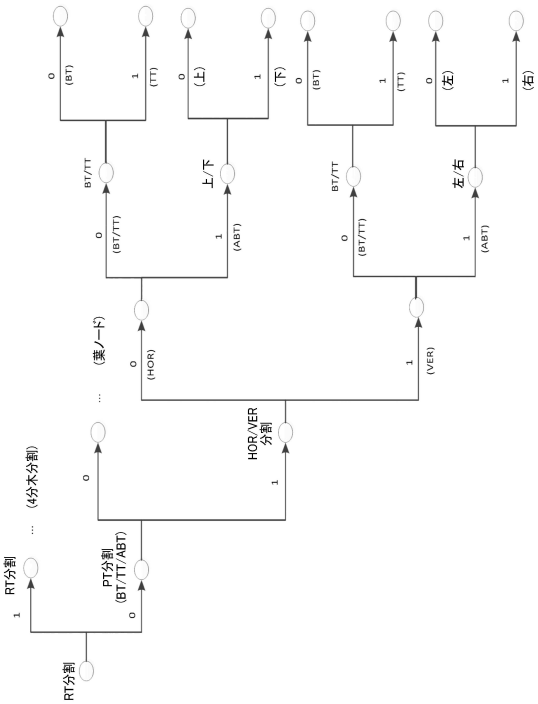 RT分割
1
RT分割
... (4分木分割)
0
PT分割
(BT/TT/ABT)
0
... (葉ノード)
1
HOR/VER
分割
0
(HOR)
1
(VER)
0
(BT/TT)
BT/TT
1
(ABT)
上/下
0
(BT/TT)
BT/TT
1
(ABT)
左/右
0
(BT)
1
(TT)
0
(上)
1
(下)
0
(BT)
1
(TT)
0
(左)
1
(右)